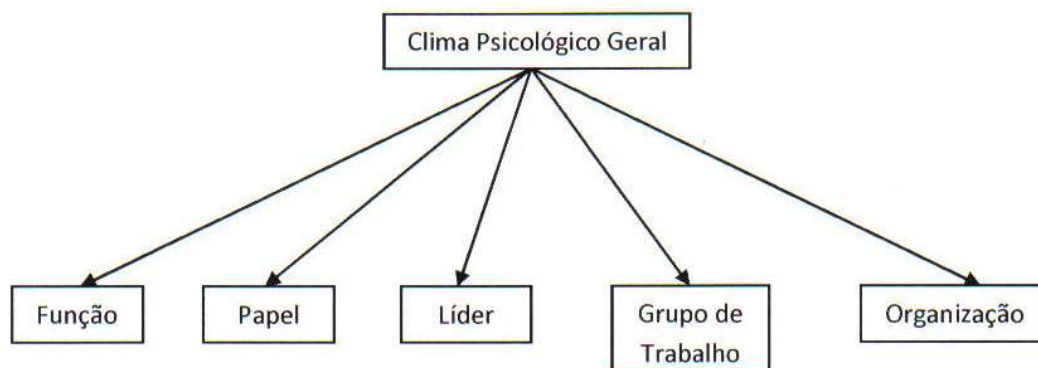 Clima Psicológico Geral
Função
Papel
Líder
Grupo de
Trabalho
Organização